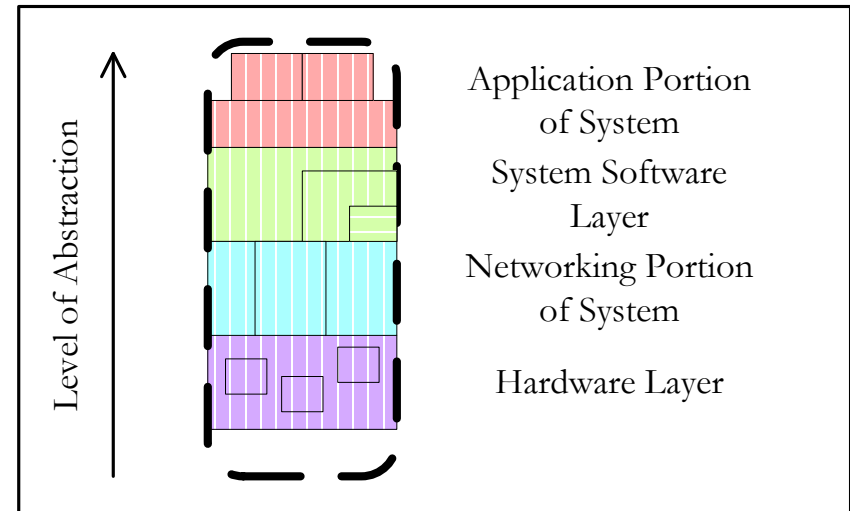 Level of Abstraction
Application Portion
of System
System Software
Layer
Networking Portion
of System
Hardware Layer